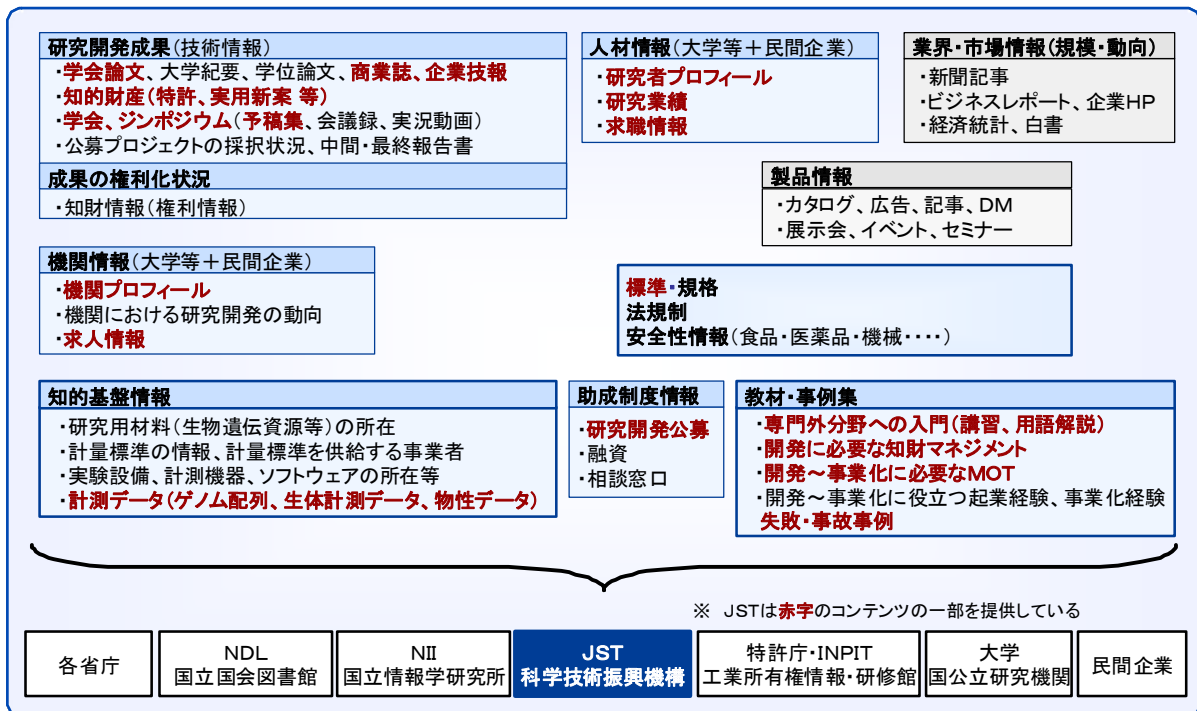 研究開発成果(技術情報)
・学会論文、大学紀要、学位論文、商業誌、企業技報
・知的財産(特許、実用新案 等)
・学会、ジンポジウム(予稿集、会議録、実況動画)
・公募プロジェクトの採択状況、中間・最終報告書
成果の権利化状況
・知財情報(権利情報)
人材情報(大学等+民間企業)
・研究者プロフィール
・研究業績
・求職情報
業界・市場情報(規模・動向)
・新聞記事
・ビジネスレポート、企業HP
・経済統計、白書
製品情報
・カタログ、広告、記事、DM
・展示会、イベント、セミナー
機関情報(大学等+民間企業)
・機関プロフィール
・機関における研究開発の動向
・求人情報
標準・規格
法規制
安全性情報(食品・医薬品・機械・・・・)
知的基盤情報
・研究用材料(生物遺伝資源等)の所在
・計量標準の情報、計量標準を供給する事業者
・実験設備、計測機器、ソフトウェアの所在等
・計測データ(ゲノム配列、生体計測データ、物性データ)
助成制度情報
・研究開発公募
・融資
・相談窓口
教材・事例集
・専門外分野への入門(講習、用語解説)
・開発に必要な知財マネジメント
・開発~事業化に必要なMOT
・開発~事業化に役立つ起業経験、事業化経験
失敗・事故事例
※ JSTは赤字のコンテンツの一部を提供している
各省庁
NDL
国立国会図書館
NII
国立情報学研究所
JST
科学技術振興機構
特許庁・INPIT
工業所有権情報・研修館
大学
国公立研究機関
民間企業